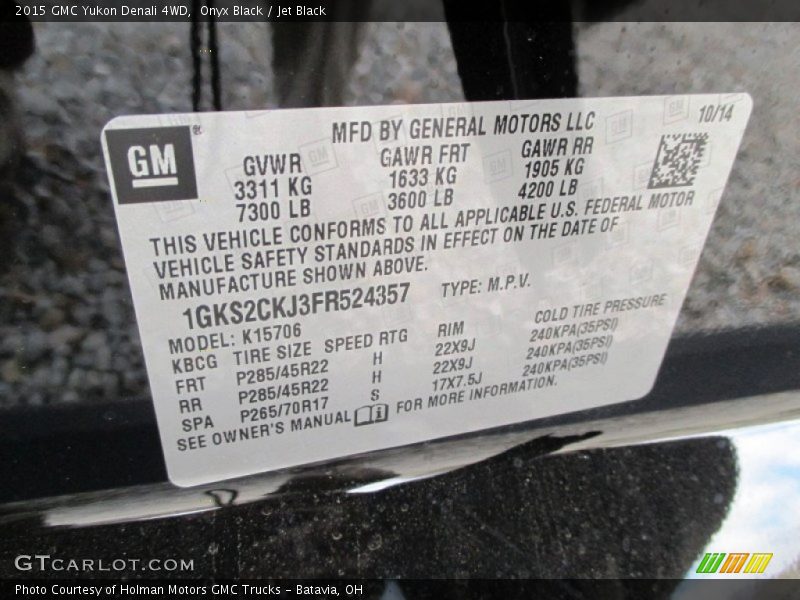 2015 GMC Yukon Denali 4WD, Onyx Black / Jet Black
10/14
GM®
MFD BY GENERAL MOTORS LLC
GVWR GAWR FRT GAWR RR
3311 KG 1633 KG 1905 KG
7300 LB 3600 LB 4200 LB
THIS VEHICLE CONFORMS TO ALL APPLICABLE U.S. FEDERAL MOTOR
VEHICLE SAFETY STANDARDS IN EFFECT ON THE DATE OF
MANUFACTURE SHOWN ABOVE.
1GKS2CKJ3FR524357 TYPE: M.P.V.
MODEL: K15706
KBCG TIRE SIZE SPEED RTG RIM COLD TIRE PRESSURE
FRT P285/45R22 H 22X9J 240KPA(35PSI)
RR P285/45R22 H 22X9J 240KPA(35PSI)
SPA P265/70R17 S 17X7.5J 240KPA(35PSI)
SEE OWNER'S MANUAL FOR MORE INFORMATION.
GTCARLOT.COM
Photo Courtesy of Holman Motors GMC Trucks - Batavia, OH